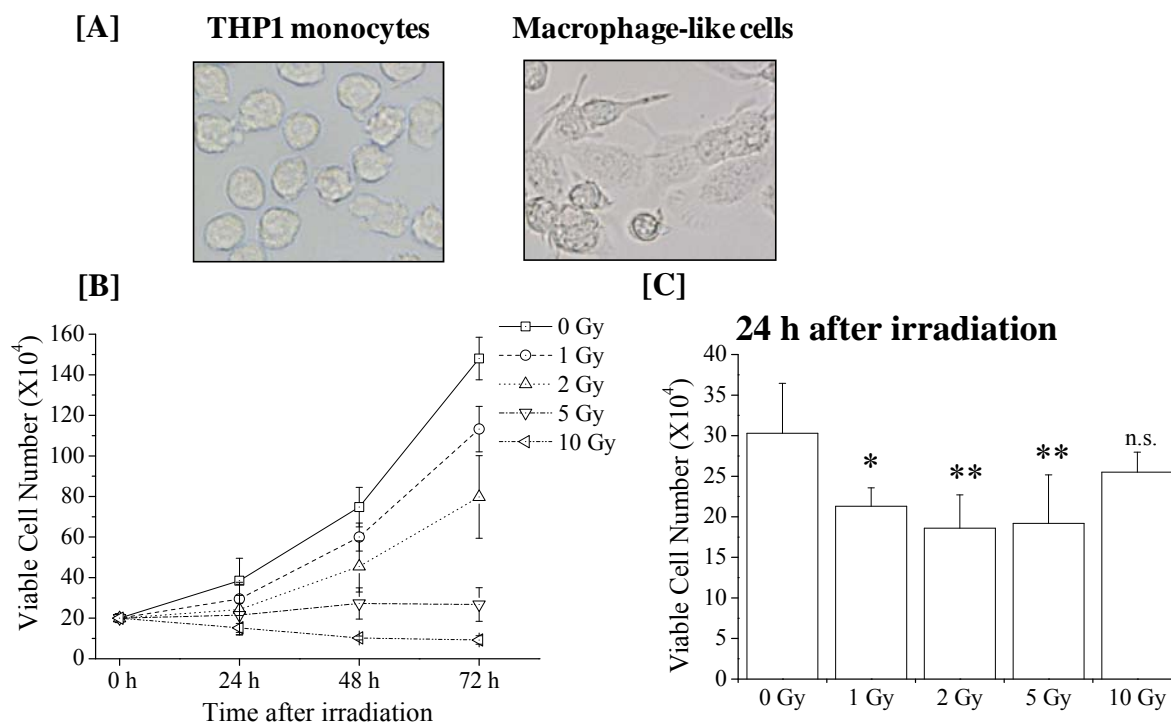 [A] THP1 monocytes Macrophage-like cells
[B]
160
140
120
100
80
60
40
20
0
Viable Cell Number (X10⁴)
0 h 24 h 48 h 72 h
Time after irradiation
0 Gy
1 Gy
2 Gy
5 Gy
10 Gy
[C]
24 h after irradiation
40
35
30
25
20
15
10
5
0
Viable Cell Number (X10⁴)
* ** ** n.s.
0 Gy 1 Gy 2 Gy 5 Gy 10 Gy